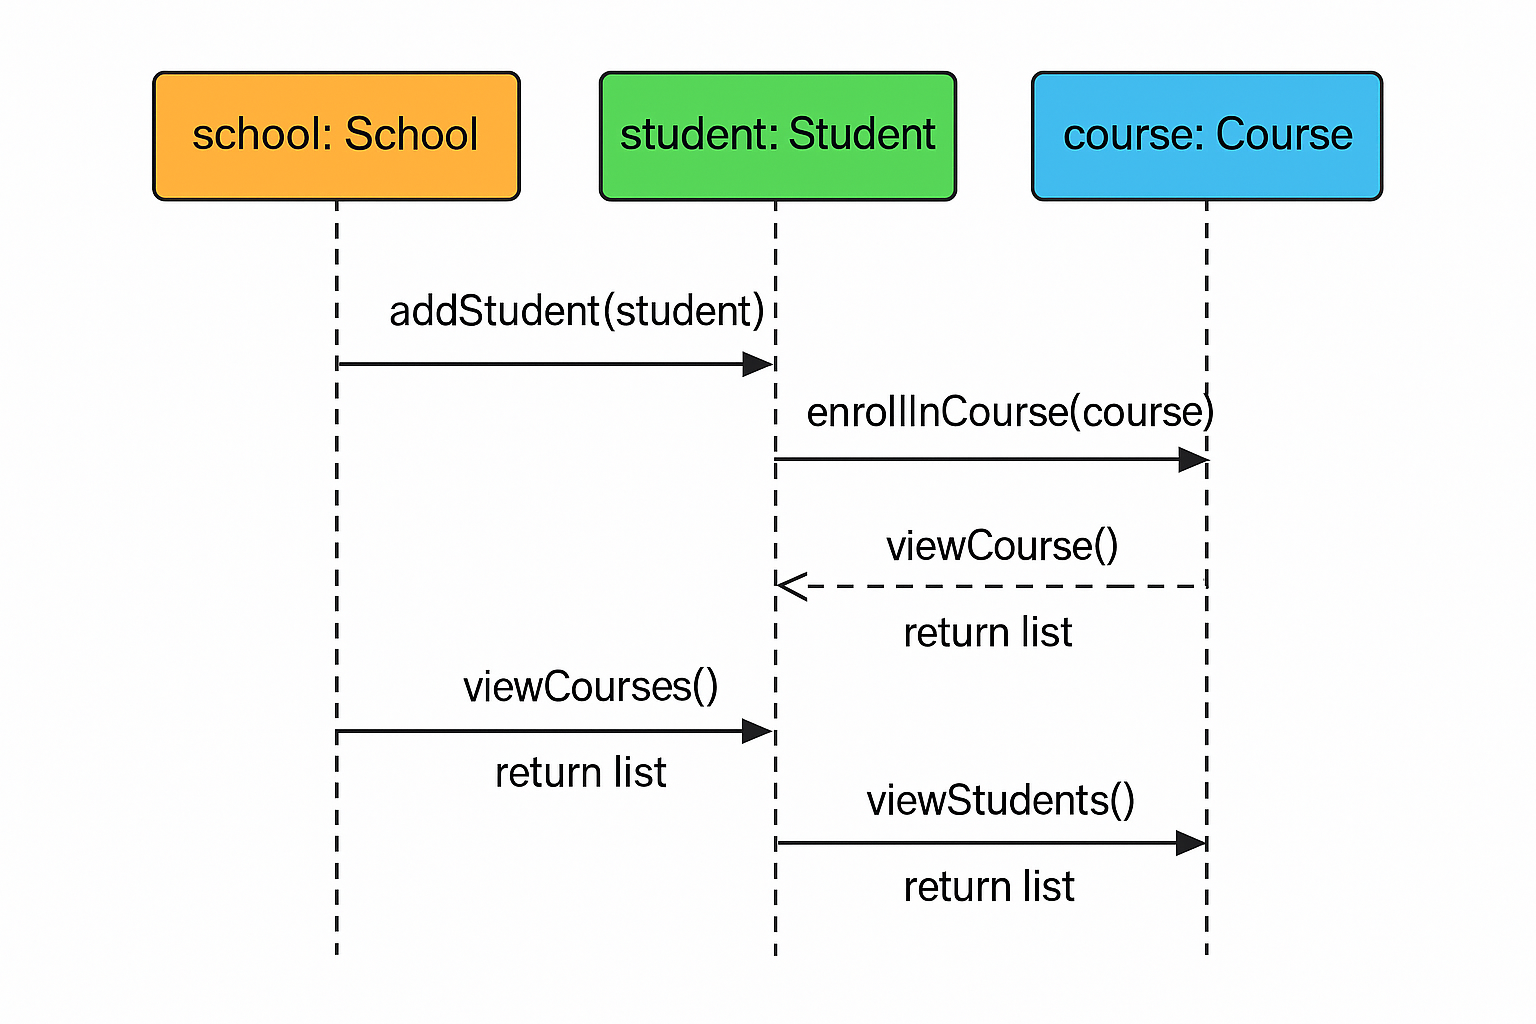 school: School
student: Student
course: Course
addStudent(student)
enrollInCourse(course)
viewCourse()
return list
viewCourses()
return list
viewStudents()
return list